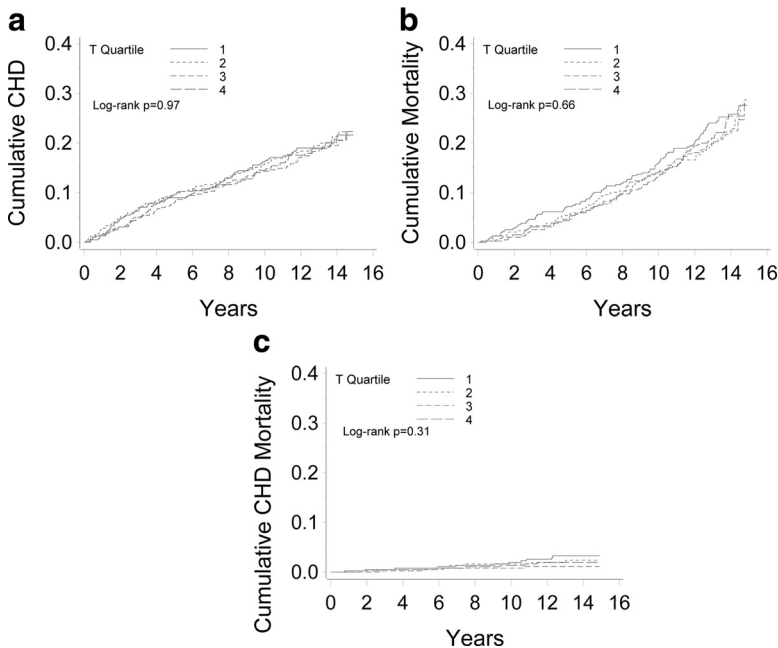 a
Cumulative CHD
0.4
0.3
0.2
0.1
0.0
T Quartile
1
2
3
4
Log-rank p=0.97
0 2 4 6 8 10 12 14 16
Years
b
Cumulative Mortality
0.4
0.3
0.2
0.1
0.0
T Quartile
1
2
3
4
Log-rank p=0.66
0 2 4 6 8 10 12 14 16
Years
c
Cumulative CHD Mortality
0.4
0.3
0.2
0.1
0.0
T Quartile
1
2
3
4
Log-rank p=0.31
0 2 4 6 8 10 12 14 16
Years